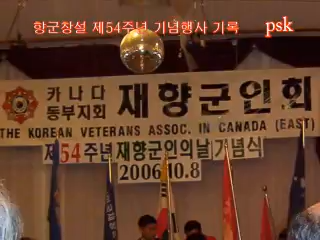 향군창설 제54주년 기념행사 기록 psk
카나다 동부지회 재향군인회
THE KOREAN VETERANS ASSOC. IN CANADA (EAST)
제54주년재향군인의날기념식
2006.10.8